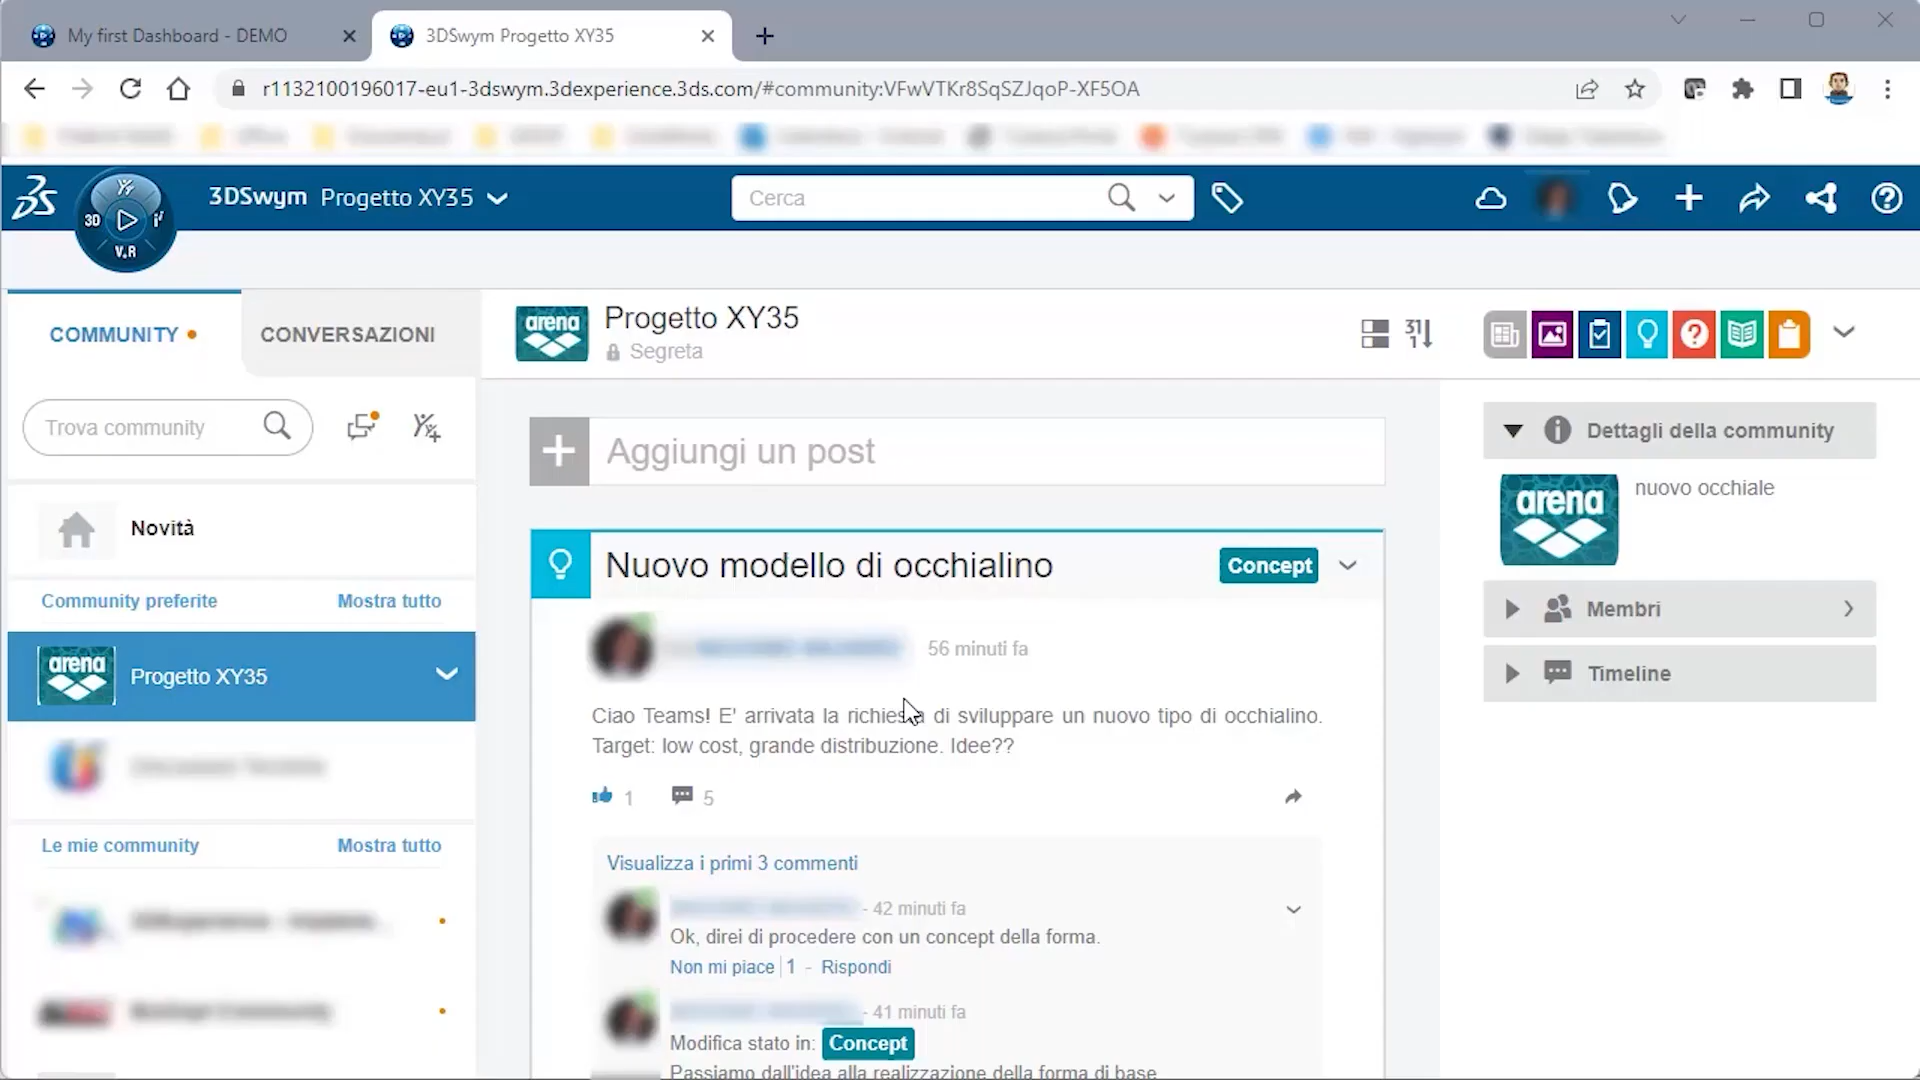 My first Dashboard - DEMO
3DSwym Progetto XY35
r1132100196017-eu1-3dswym.3dexperience.3ds.com/#community:VFwVTKr8SqSZJqoP-XF5OA
3D
V.R
3DSwym Progetto XY35
Cerca
COMMUNITY
CONVERSAZIONI
arena
Progetto XY35
Segreta
31
1
Trova community
Aggiungi un post
Dettagli della community
arena
nuovo occhiale
Novità
Nuovo modello di occhialino
Concept
Community preferite
Mostra tutto
Membri
arena
Progetto XY35
56 minuti fa
Timeline
Ciao Teams! E' arrivata la richiesta di sviluppare un nuovo tipo di occhialino.
Target: low cost, grande distribuzione. Idee??
1
5
Le mie community
Mostra tutto
Visualizza i primi 3 commenti
- 42 minuti fa
Ok, direi di procedere con un concept della forma.
Non mi piace 1 - Rispondi
- 41 minuti fa
Modifica stato in: Concept
Passiamo dall'idea alla realizzazione della forma di base